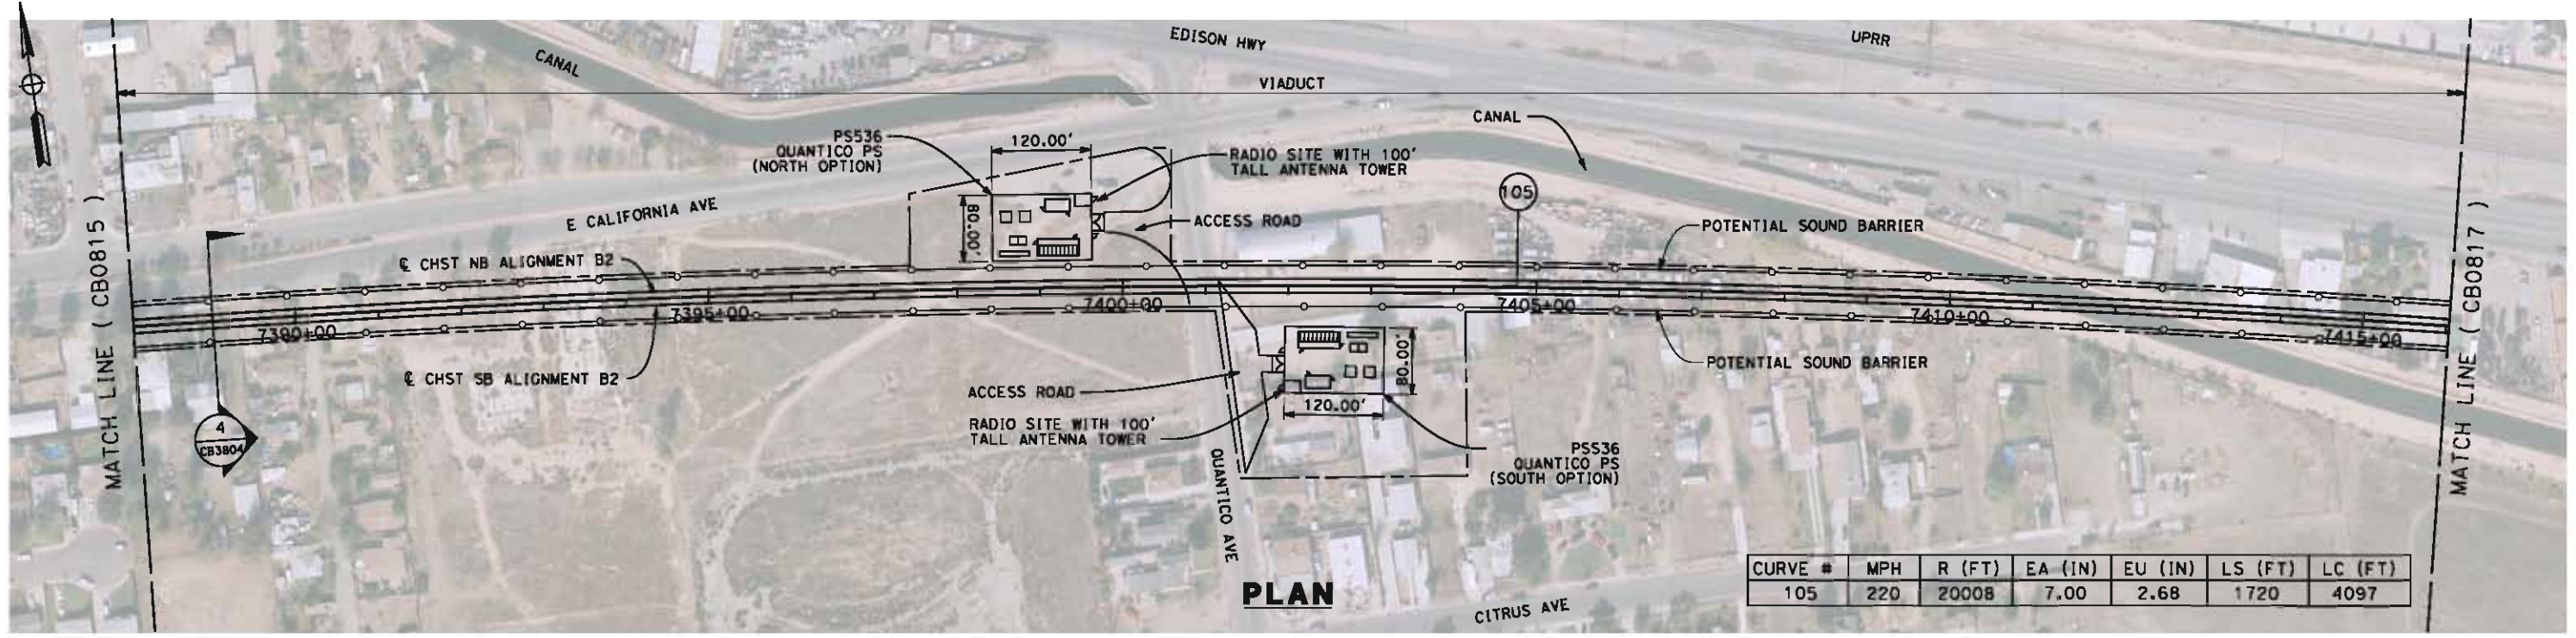 EDISON HWY
UPRR
CANAL
VIADUCT
CANAL
PS536
QUANTICO PS
(NORTH OPTION)
120.00'
80.00'
RADIO SITE WITH 100'
TALL ANTENNA TOWER
ACCESS ROAD
105
E CALIFORNIA AVE
POTENTIAL SOUND BARRIER
℄ CHST NB ALIGNMENT B2
MATCH LINE ( CB0815 )
MATCH LINE ( CB0817 )
7390+00
7395+00
7400+00
7405+00
7410+00
7415+00
℄ CHST SB ALIGNMENT B2
POTENTIAL SOUND BARRIER
ACCESS ROAD
80.00'
120.00'
RADIO SITE WITH 100'
TALL ANTENNA TOWER
4
CB3804
PS536
QUANTICO PS
(SOUTH OPTION)
QUANTICO AVE
PLAN
CITRUS AVE
CURVE # MPH R (FT) EA (IN) EU (IN) LS (FT) LC (FT)
105 220 20008 7.00 2.68 1720 4097